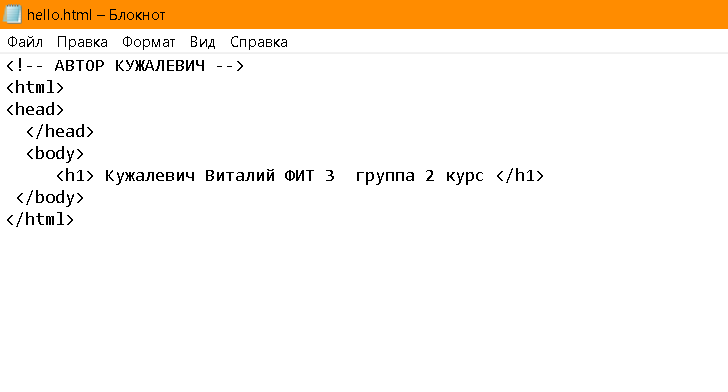 hello.html – Блокнот
Файл Правка Формат Вид Справка
<!-- АВТОР КУЖАЛЕВИЧ -->
<html>
<head>
  </head>
  <body>
     <h1> Кужалевич Виталий ФИТ 3  группа 2 курс </h1>
 </body>
</html>